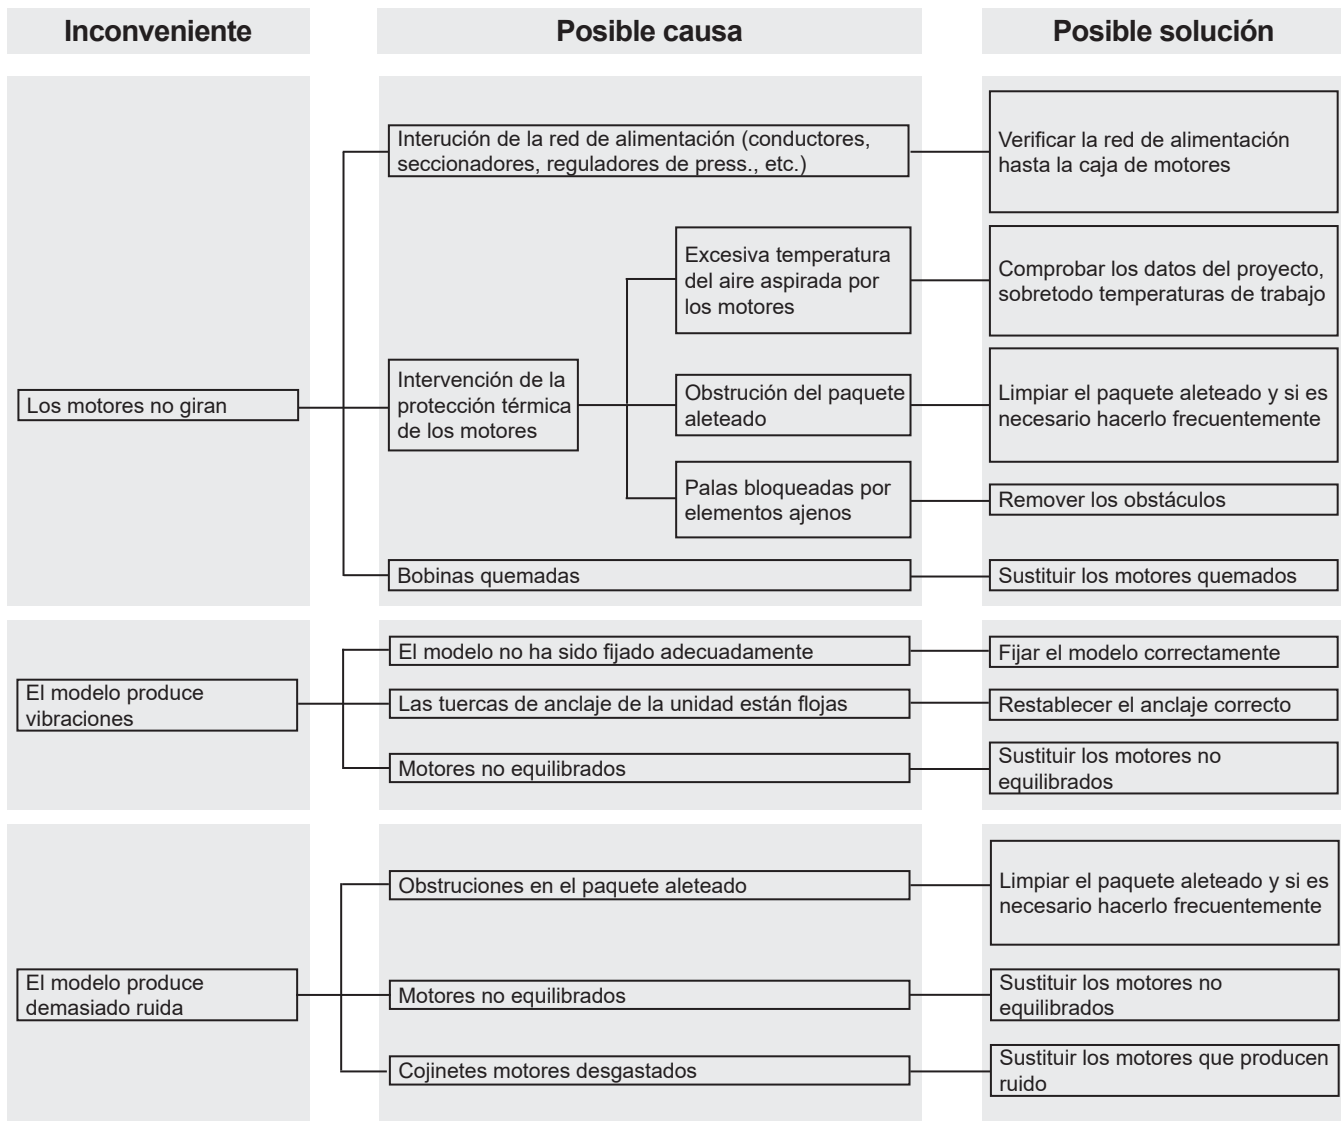 Inconveniente
Posible causa
Posible solución
Los motores no giran
Interución de la red de alimentación (conductores,
seccionadores, reguladores de press., etc.)
Verificar la red de alimentación
hasta la caja de motores
Intervención de la
protección térmica
de los motores
Excesiva temperatura
del aire aspirada por
los motores
Comprobar los datos del proyecto,
sobretodo temperaturas de trabajo
Obstrución del paquete
aleteado
Limpiar el paquete aleteado y si es
necesario hacerlo frecuentemente
Palas bloqueadas por
elementos ajenos
Remover los obstáculos
Bobinas quemadas
Sustituir los motores quemados
El modelo produce
vibraciones
El modelo no ha sido fijado adecuadamente
Fijar el modelo correctamente
Las tuercas de anclaje de la unidad están flojas
Restablecer el anclaje correcto
Motores no equilibrados
Sustituir los motores no
equilibrados
El modelo produce
demasiado ruida
Obstruciones en el paquete aleteado
Limpiar el paquete aleteado y si es
necesario hacerlo frecuentemente
Motores no equilibrados
Sustituir los motores no
equilibrados
Cojinetes motores desgastados
Sustituir los motores que producen
ruido